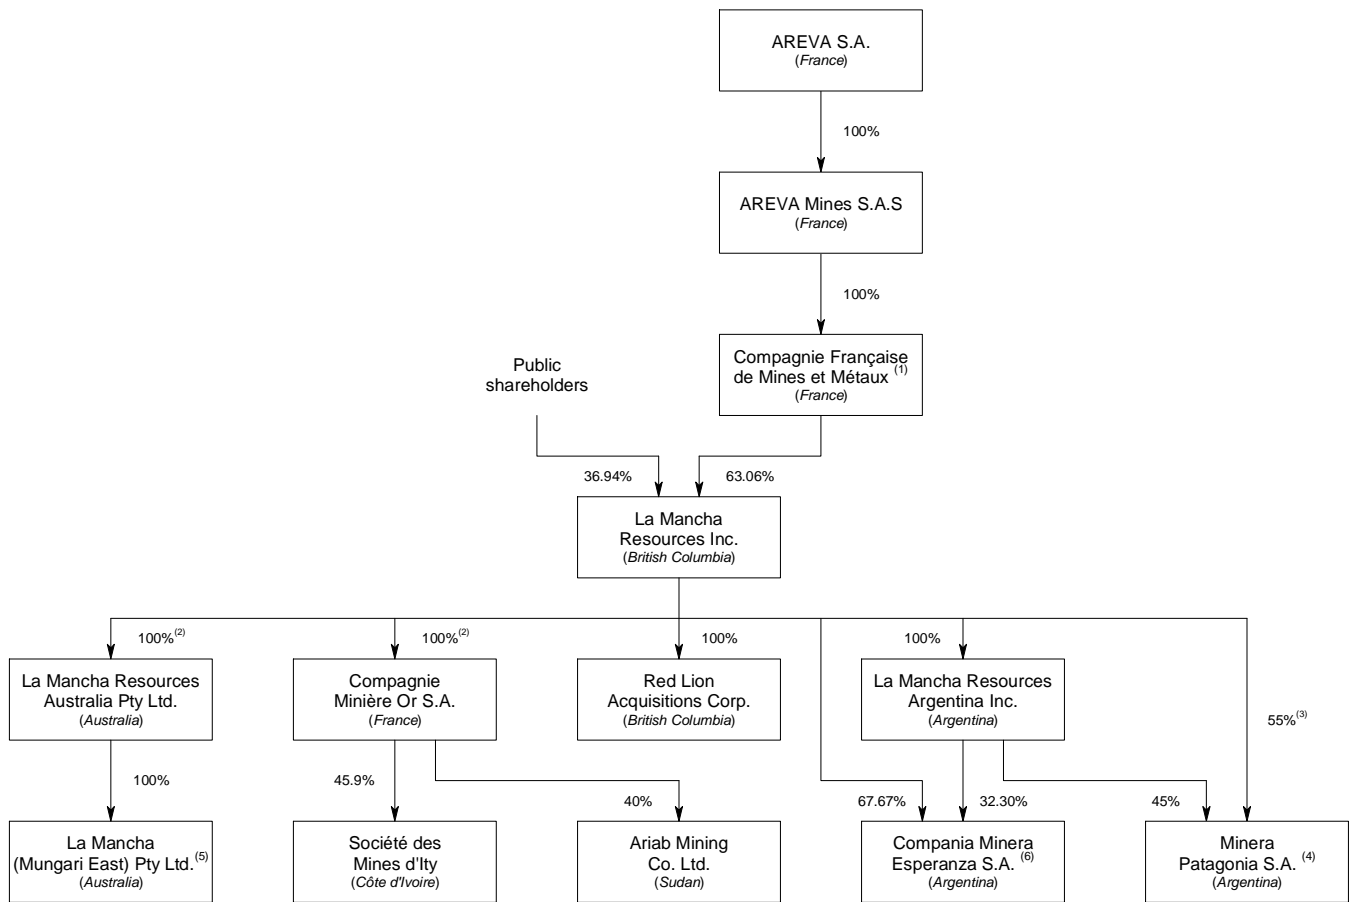 AREVA S.A.
(France)
100%
AREVA Mines S.A.S
(France)
100%
Compagnie Française
de Mines et Métaux (1)
(France)
Public
shareholders
36.94%
63.06%
La Mancha
Resources Inc.
(British Columbia)
100%(2)
100%(2)
100%
100%
La Mancha Resources
Australia Pty Ltd.
(Australia)
Compagnie
Minière Or S.A.
(France)
Red Lion
Acquisitions Corp.
(British Columbia)
La Mancha Resources
Argentina Inc.
(Argentina)
55%(3)
100%
45.9%
40%
67.67%
32.30%
45%
La Mancha
(Mungari East) Pty Ltd.(5)
(Australia)
Société des
Mines d'Ity
(Côte d'Ivoire)
Ariab Mining
Co. Ltd.
(Sudan)
Compania Minera
Esperanza S.A. (6)
(Argentina)
Minera
Patagonia S.A. (4)
(Argentina)